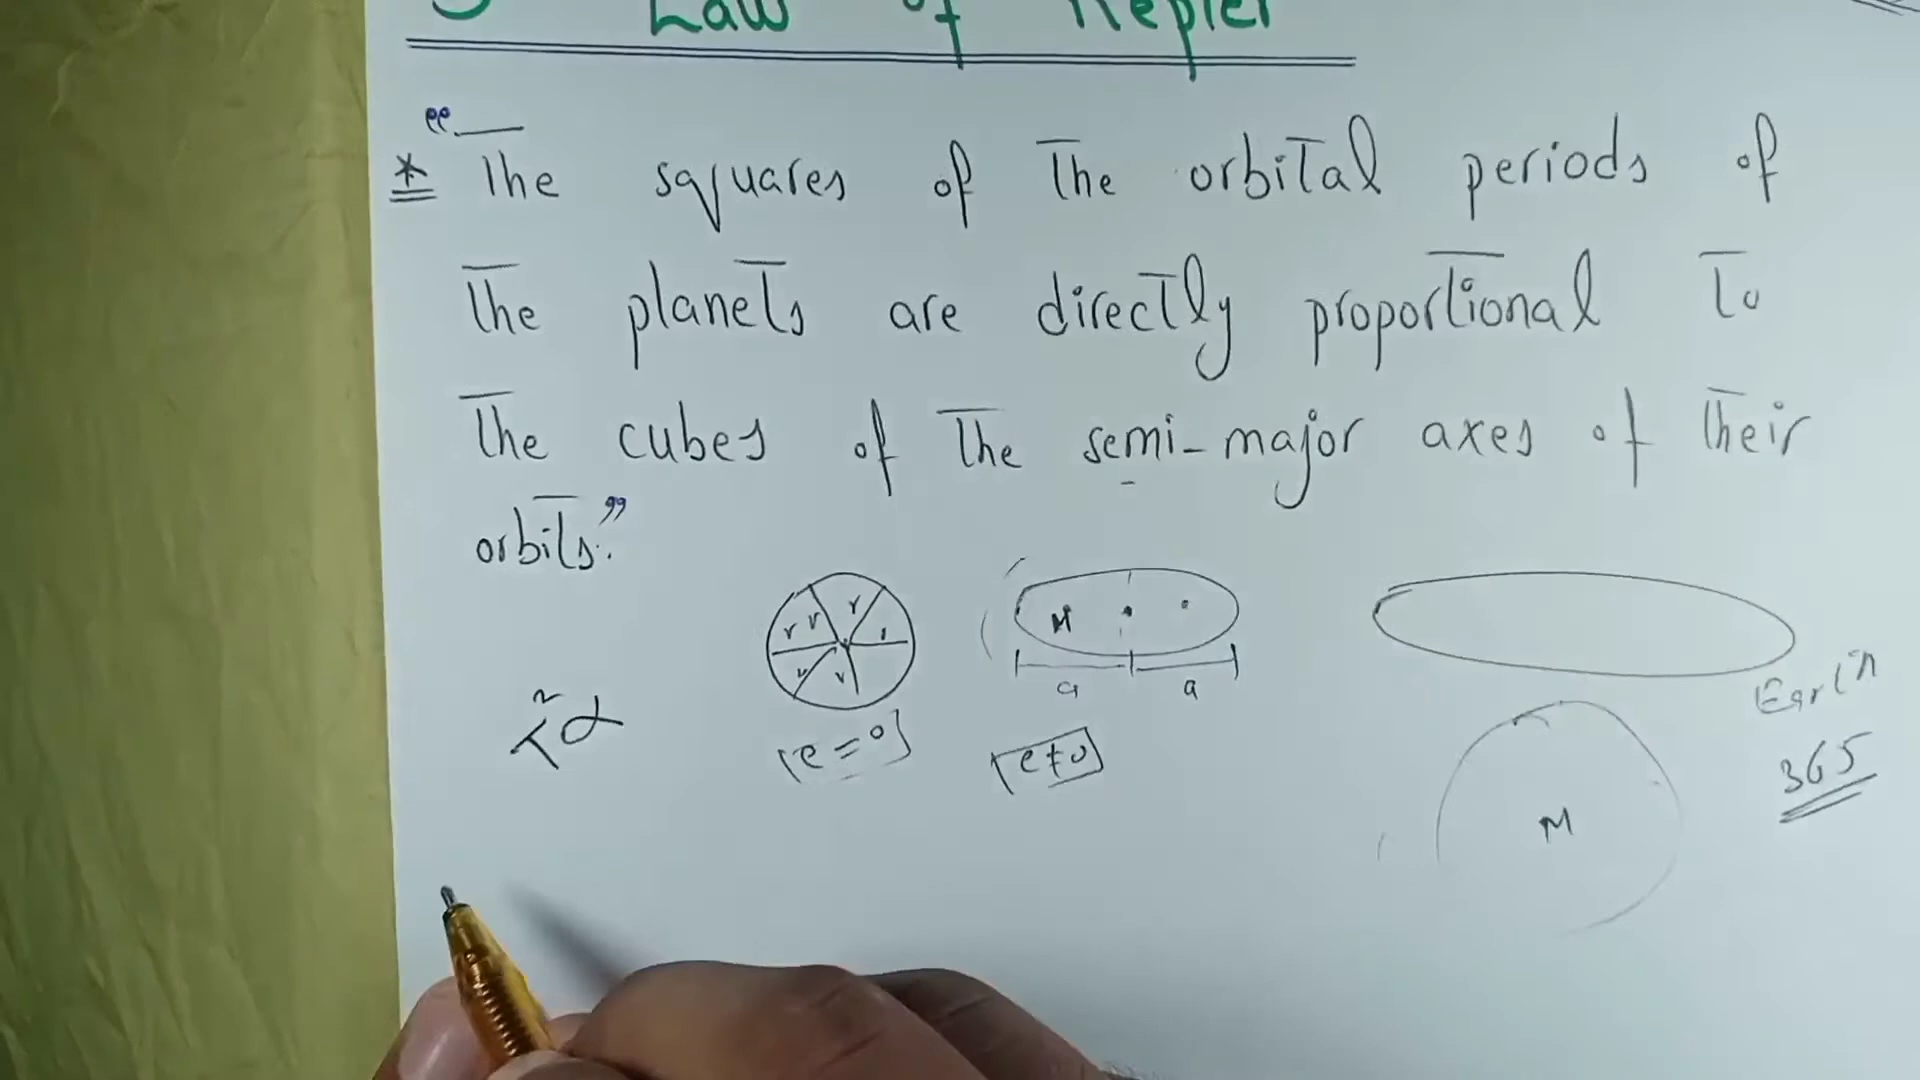 Law of Kepler
* “The squares of the orbital periods of
the planets are directly proportional to
the cubes of the semi-major axes of their
orbits.”
r r r r r r
M
a a
T² α
[e = 0]
[e ≠ 0]
Earth
365
M